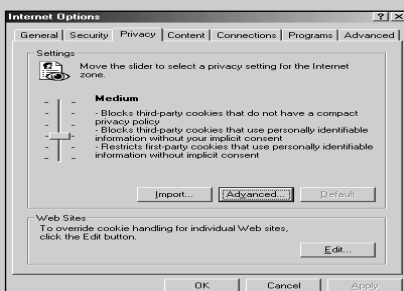 Internet Options
General Security Privacy Content Connections Programs Advanced
Settings
Move the slider to select a privacy setting for the Internet
zone.
Medium
- Blocks third-party cookies that do not have a compact
privacy policy
- Blocks third-party cookies that use personally identifiable
information without your implicit consent
- Restricts first-party cookies that use personally identifiable
information without implicit consent
Import... Advanced... Default
Web Sites
To override cookie handling for individual Web sites,
click the Edit button.
Edit...
OK Cancel Apply